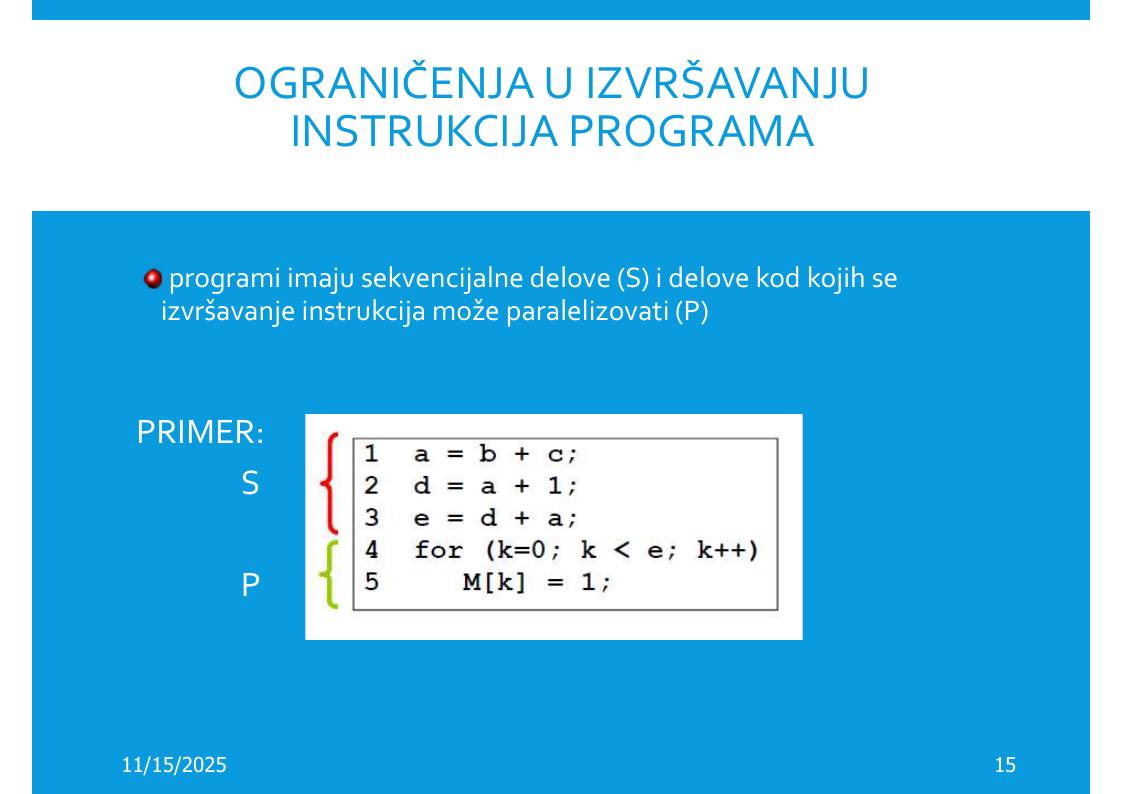 OGRANIČENJA U IZVRŠAVANJU
INSTRUKCIJA PROGRAMA
programi imaju sekvencijalne delove (S) i delove kod kojih se
izvršavanje instrukcija može paralelizovati (P)
PRIMER:
S
P
1  a = b + c;
2  d = a + 1;
3  e = d + a;
4  for (k=0; k < e; k++)
5     M[k] = 1;
11/15/2025
15